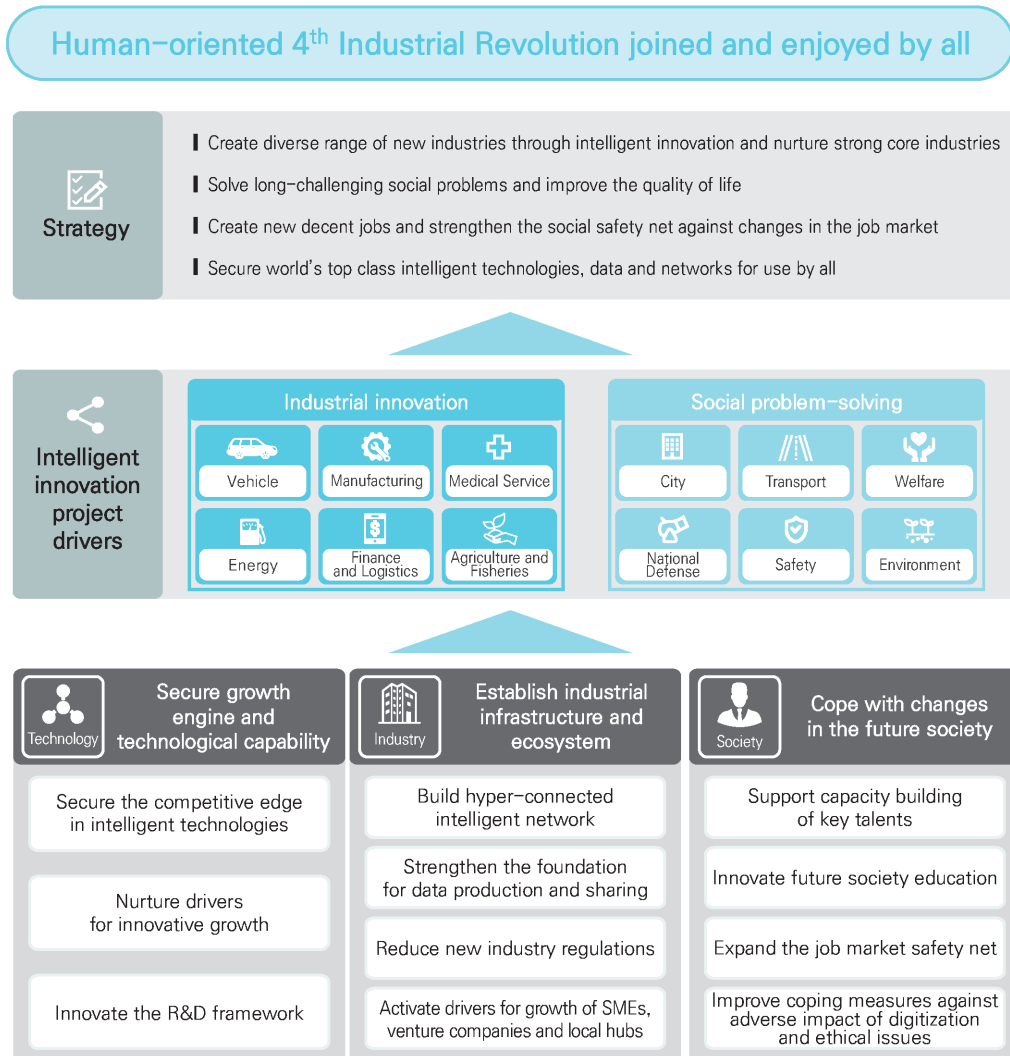 Human-oriented 4th Industrial Revolution joined and enjoyed by all
Strategy
Create diverse range of new industries through intelligent innovation and nurture strong core industries
Solve long-challenging social problems and improve the quality of life
Create new decent jobs and strengthen the social safety net against changes in the job market
Secure world's top class intelligent technologies, data and networks for use by all
Intelligent
innovation
project
drivers
Industrial innovation
Vehicle
Manufacturing
Medical Service
Energy
Finance
and Logistics
Agriculture and
Fisheries
Social problem-solving
City
Transport
Welfare
National
Defense
Safety
Environment
Technology
Secure growth
engine and
technological capability
Secure the competitive edge
in intelligent technologies
Nurture drivers
for innovative growth
Innovate the R&D framework
Industry
Establish industrial
infrastructure and
ecosystem
Build hyper-connected
intelligent network
Strengthen the foundation
for data production and sharing
Reduce new industry regulations
Activate drivers for growth of SMEs,
venture companies and local hubs
Society
Cope with changes
in the future society
Support capacity building
of key talents
Innovate future society education
Expand the job market safety net
Improve coping measures against
adverse impact of digitization
and ethical issues